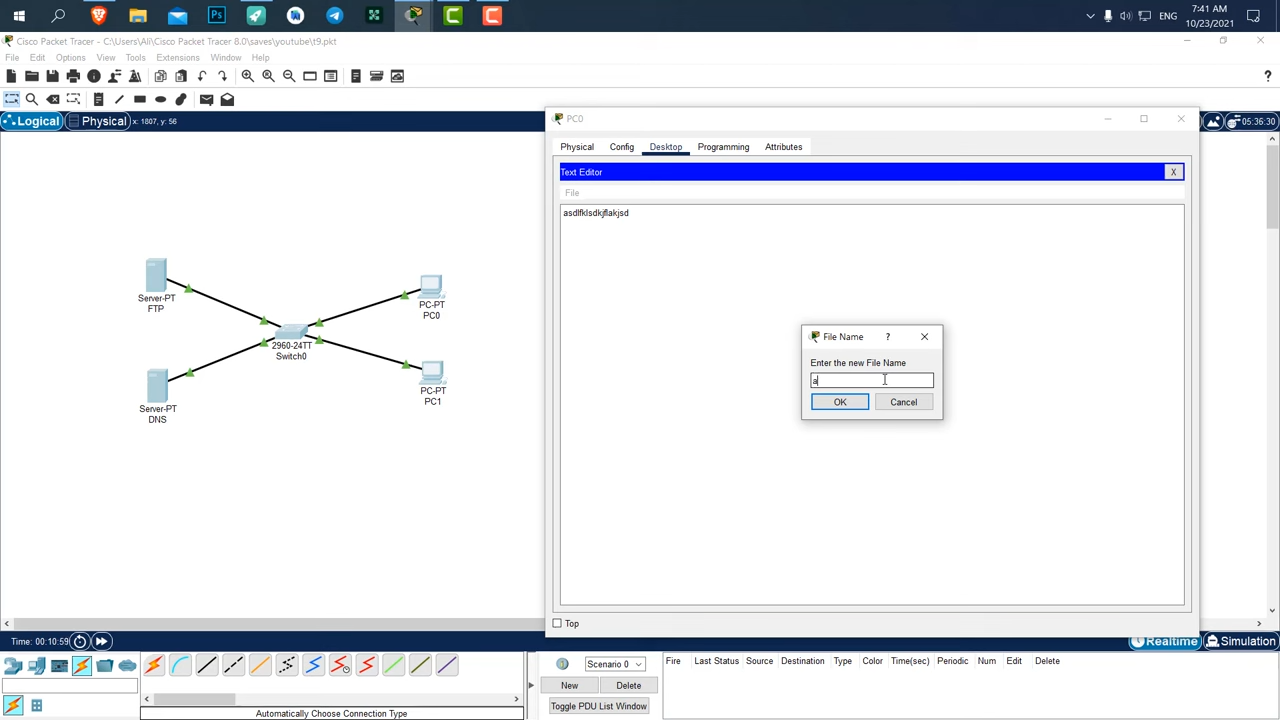 7:41 AM
ENG
10/23/2021
Cisco Packet Tracer - C:\Users\Ali\Cisco Packet Tracer 8.0\saves\youtube\t9.pkt
File Edit Options View Tools Extensions Window Help
?
Logical Physical x: 1807, y: 56
05:36:30
PC0
Physical Config Desktop Programming Attributes
Text Editor
X
File
asdlfklsdkjflakjsd
Server-PT
FTP
PC-PT
PC0
2960-24TT
Switch0
PC-PT
PC1
Server-PT
DNS
File Name ?
Enter the new File Name
a
OK Cancel
Top
Time: 00:10:59
Realtime Simulation
Scenario 0
Fire Last Status Source Destination Type Color Time(sec) Periodic Num Edit Delete
New Delete
Toggle PDU List Window
Automatically Choose Connection Type